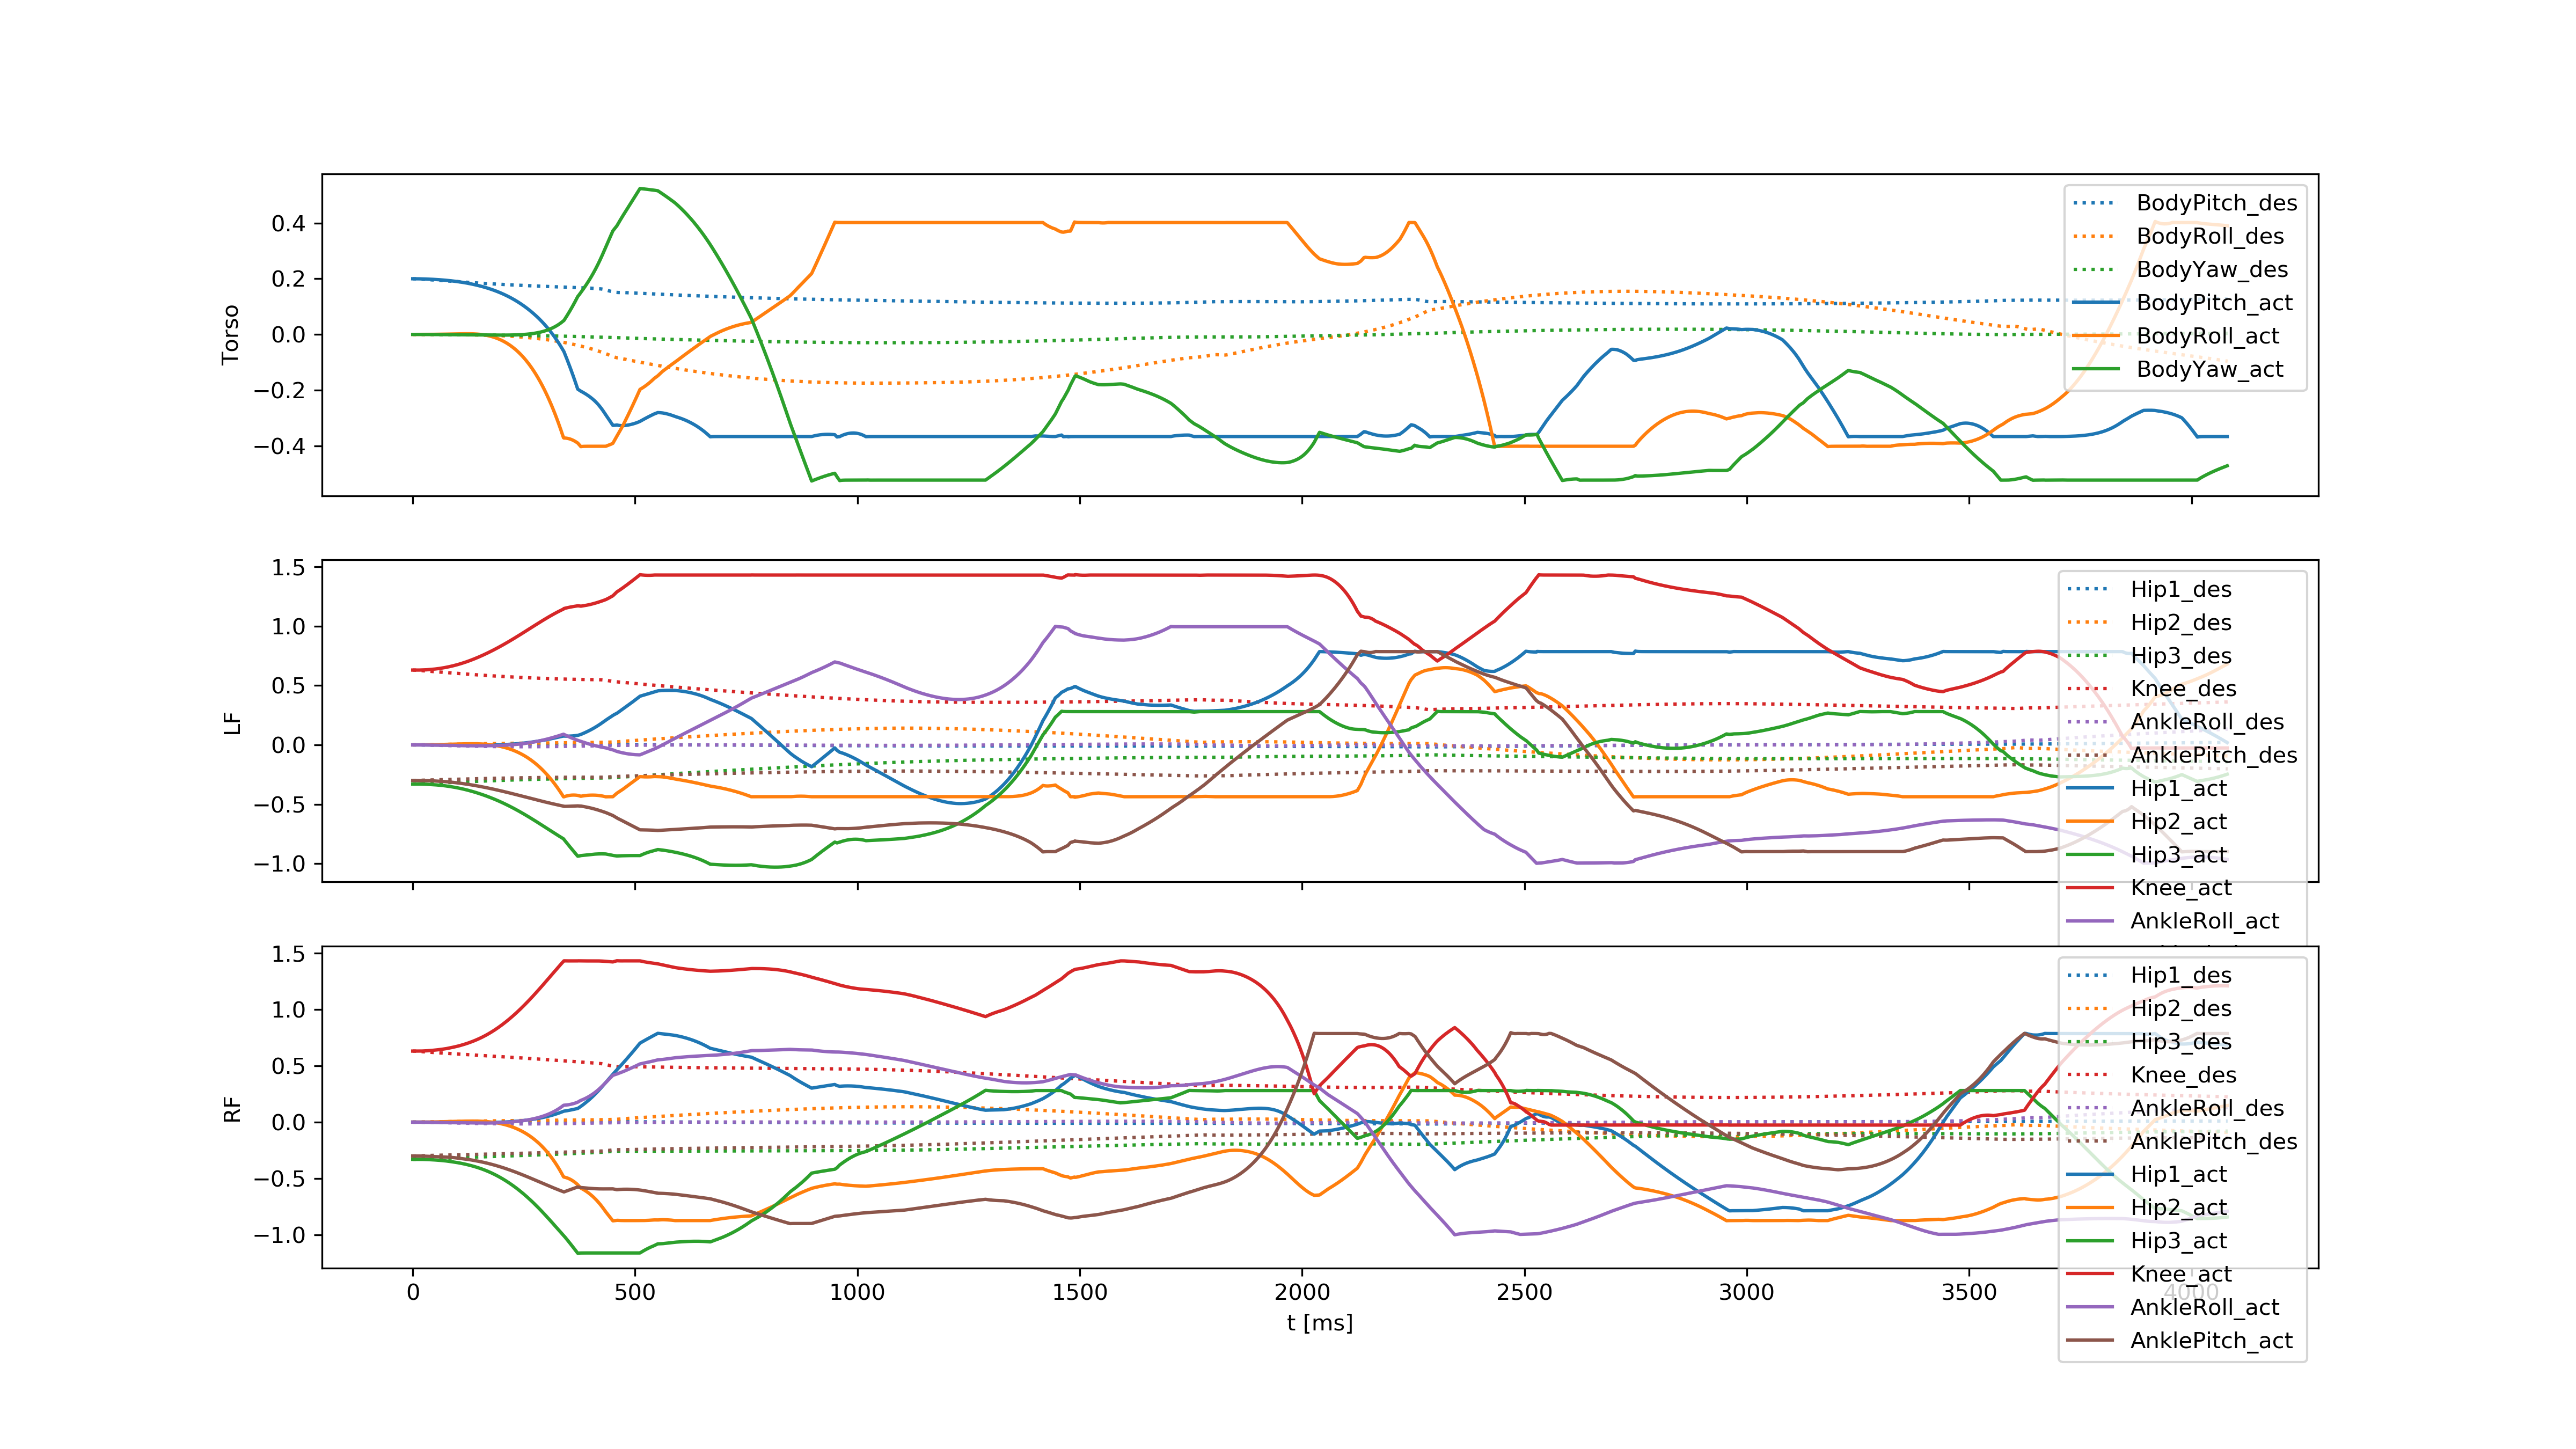 Torso
0.4
0.2
0.0
−0.2
−0.4
BodyPitch_des
BodyRoll_des
BodyYaw_des
BodyPitch_act
BodyRoll_act
BodyYaw_act
LF
1.5
1.0
0.5
0.0
−0.5
−1.0
Hip1_des
Hip2_des
Hip3_des
Knee_des
AnkleRoll_des
AnklePitch_des
Hip1_act
Hip2_act
Hip3_act
Knee_act
AnkleRoll_act
RF
1.5
1.0
0.5
0.0
−0.5
−1.0
Hip1_des
Hip2_des
Hip3_des
Knee_des
AnkleRoll_des
AnklePitch_des
Hip1_act
Hip2_act
Hip3_act
Knee_act
AnkleRoll_act
AnklePitch_act
0 500 1000 1500 2000 2500 3000 3500 4000
t [ms]